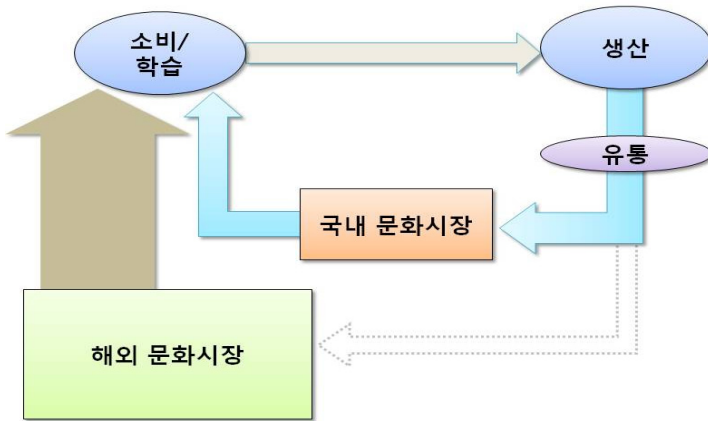 소비/
학습
생산
유통
국내 문화시장
해외 문화시장